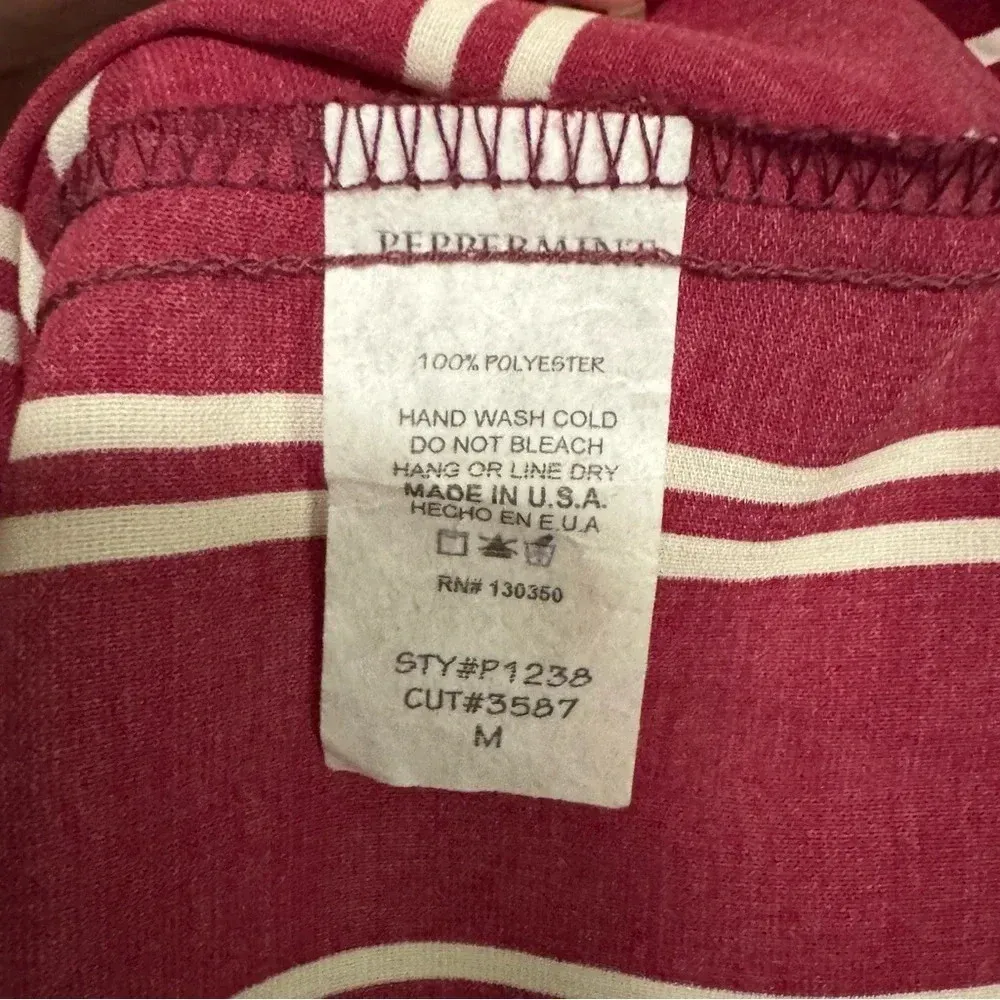 PEPPERMINT
100% POLYESTER
HAND WASH COLD
DO NOT BLEACH
HANG OR LINE DRY
MADE IN U.S.A.
HECHO EN E.U.A
RN# 130350
STY#P1238
CUT#3587
M